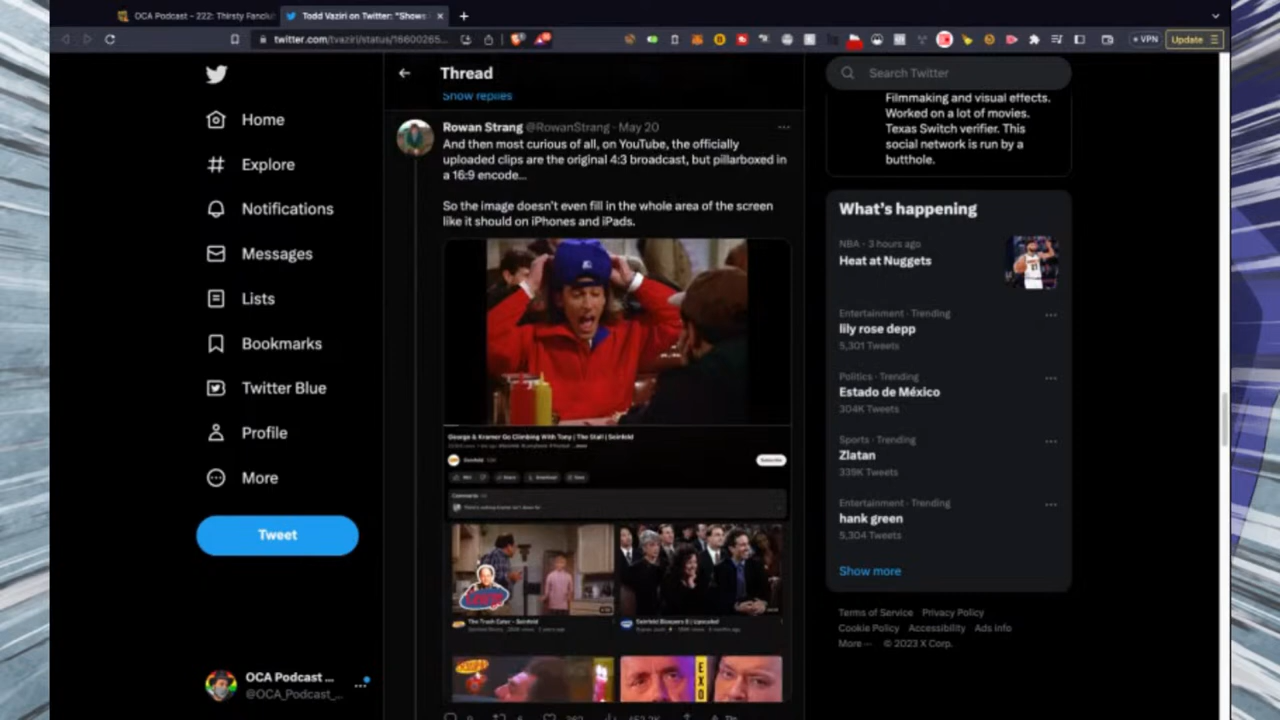 OCA Podcast – 222: Thirsty Fanclub
Todd Vaziri on Twitter: "Shows
twitter.com/tvaziri/status/16600265...
VPN
Update
Home
Explore
Notifications
Messages
Lists
Bookmarks
Twitter Blue
Profile
More
Tweet
OCA Podcast ...
@OCA_Podcast_...
Thread
Show replies
Rowan Strang @RowanStrang · May 20
And then most curious of all, on YouTube, the officially
uploaded clips are the original 4:3 broadcast, but pillarboxed in
a 16:9 encode...
So the image doesn't even fill in the whole area of the screen
like it should on iPhones and iPads.
George & Kramer Go Climbing With Tony | The Stall | Seinfeld
Seinfeld
Subscribe
Share
Download
Save
Comments
The Trash Eater - Seinfeld
Seinfeld Bloopers 8 | Upscaled!
Search Twitter
Filmmaking and visual effects.
Worked on a lot of movies.
Texas Switch verifier. This
social network is run by a
butthole.
What's happening
NBA · 3 hours ago
Heat at Nuggets
Entertainment · Trending
lily rose depp
5,301 Tweets
Politics · Trending
Estado de México
304K Tweets
Sports · Trending
Zlatan
339K Tweets
Entertainment · Trending
hank green
5,304 Tweets
Show more
Terms of Service Privacy Policy
Cookie Policy Accessibility Ads info
More ... © 2023 X Corp.